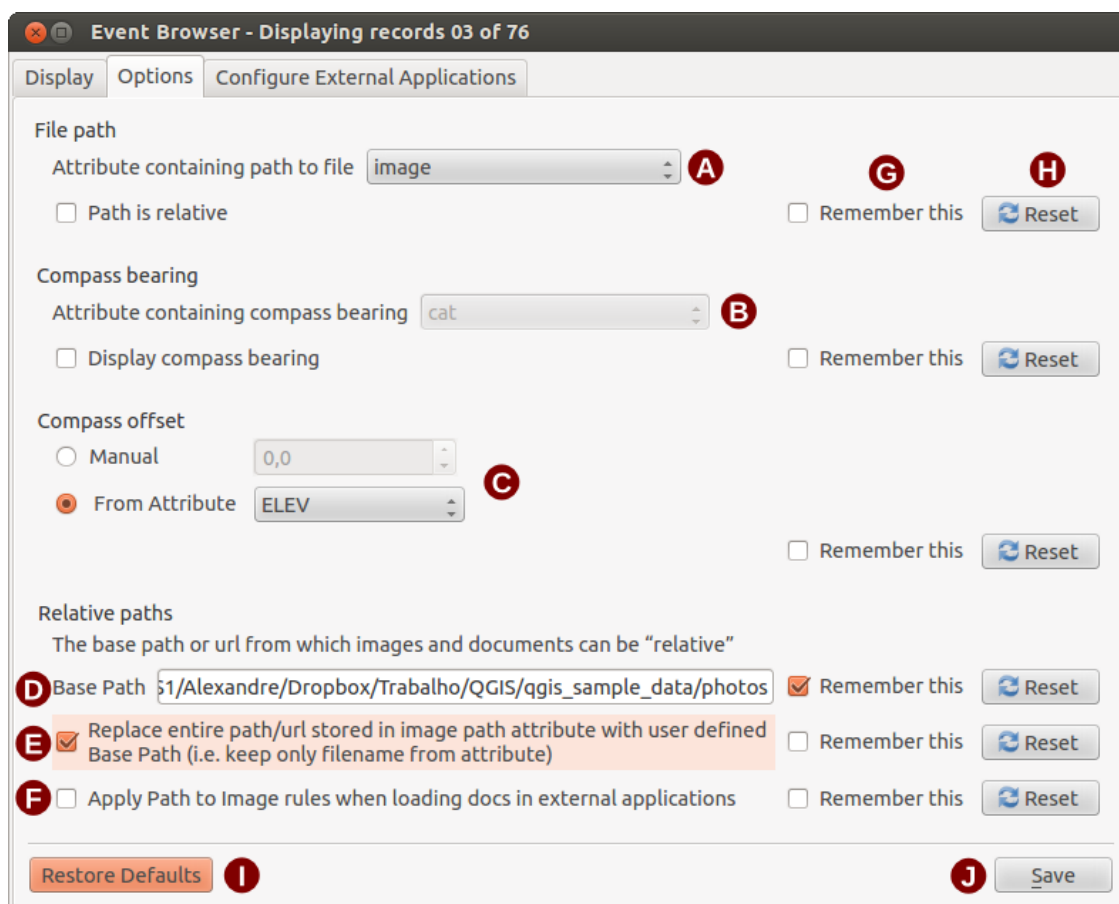 Event Browser - Displaying records 03 of 76
Display Options Configure External Applications
File path
Attribute containing path to file image A G H
Path is relative Remember this Reset
Compass bearing
Attribute containing compass bearing cat B
Display compass bearing Remember this Reset
Compass offset
Manual 0,0
C
From Attribute ELEV
Remember this Reset
Relative paths
The base path or url from which images and documents can be “relative”
D Base Path 51/Alexandre/Dropbox/Trabalho/QGIS/qgis_sample_data/photos Remember this Reset
E Replace entire path/url stored in image path attribute with user defined
Base Path (i.e. keep only filename from attribute) Remember this Reset
F Apply Path to Image rules when loading docs in external applications Remember this Reset
Restore Defaults I J Save